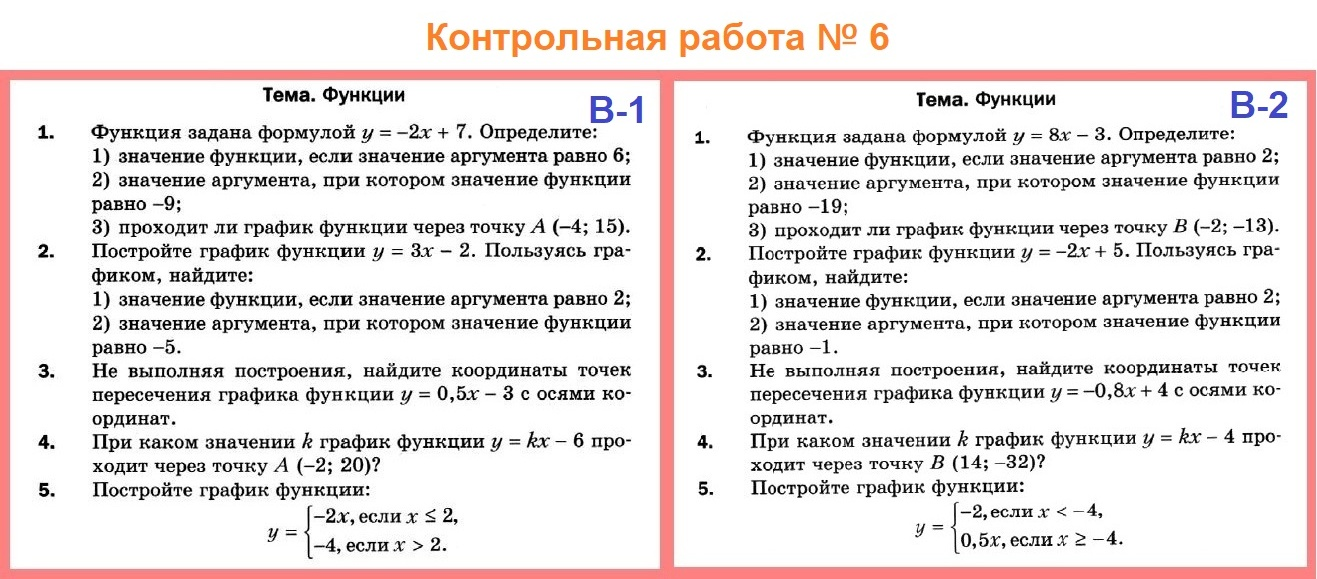 Контрольная работа № 6
Тема. Функции
В-1
1. Функция задана формулой y = –2x + 7. Определите:
1) значение функции, если значение аргумента равно 6;
2) значение аргумента, при котором значение функции
равно –9;
3) проходит ли график функции через точку A (–4; 15).
2. Постройте график функции y = 3x – 2. Пользуясь гра-
фиком, найдите:
1) значение функции, если значение аргумента равно 2;
2) значение аргумента, при котором значение функции
равно –5.
3. Не выполняя построения, найдите координаты точек
пересечения графика функции y = 0,5x – 3 с осями ко-
ординат.
4. При каком значении k график функции y = kx – 6 про-
ходит через точку A (–2; 20)?
5. Постройте график функции:
y = { –2x, если x ≤ 2,
–4, если x > 2.
Тема. Функции
В-2
1. Функция задана формулой y = 8x – 3. Определите:
1) значение функции, если значение аргумента равно 2;
2) значение аргумента, при котором значение функции
равно –19;
3) проходит ли график функции через точку B (–2; –13).
2. Постройте график функции y = –2x + 5. Пользуясь гра-
фиком, найдите:
1) значение функции, если значение аргумента равно 2;
2) значение аргумента, при котором значение функции
равно –1.
3. Не выполняя построения, найдите координаты точек
пересечения графика функции y = –0,8x + 4 с осями ко-
ординат.
4. При каком значении k график функции y = kx – 4 про-
ходит через точку B (14; –32)?
5. Постройте график функции:
y = { –2, если x < –4,
0,5x, если x ≥ –4.